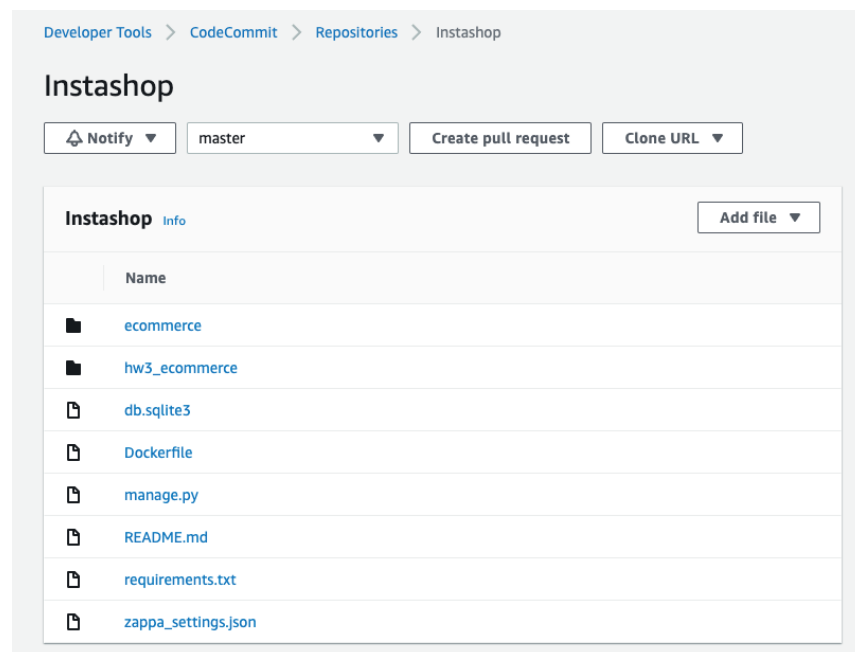 Developer Tools > CodeCommit > Repositories > Instashop
Instashop
Notify master Create pull request Clone URL
Instashop Info Add file
Name
ecommerce
hw3_ecommerce
db.sqlite3
Dockerfile
manage.py
README.md
requirements.txt
zappa_settings.json